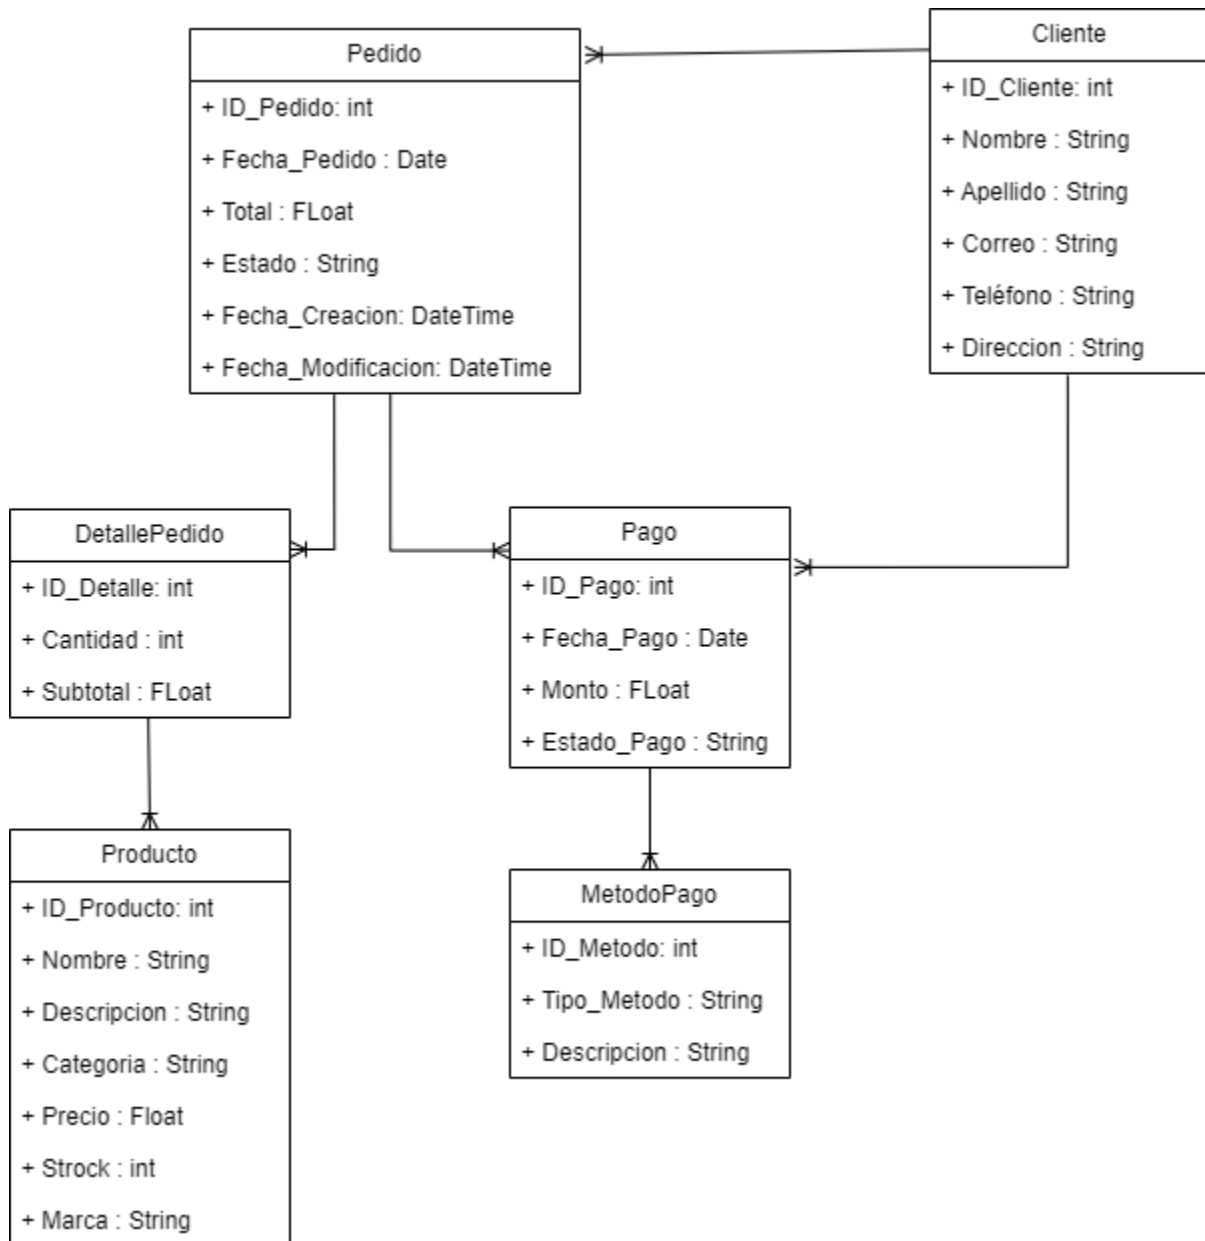 Pedido
+ ID_Pedido: int
+ Fecha_Pedido : Date
+ Total : FLoat
+ Estado : String
+ Fecha_Creacion: DateTime
+ Fecha_Modificacion: DateTime
Cliente
+ ID_Cliente: int
+ Nombre : String
+ Apellido : String
+ Correo : String
+ Teléfono : String
+ Direccion : String
DetallePedido
+ ID_Detalle: int
+ Cantidad : int
+ Subtotal : FLoat
Pago
+ ID_Pago: int
+ Fecha_Pago : Date
+ Monto : FLoat
+ Estado_Pago : String
Producto
+ ID_Producto: int
+ Nombre : String
+ Descripcion : String
+ Categoria : String
+ Precio : Float
+ Strock : int
+ Marca : String
MetodoPago
+ ID_Metodo: int
+ Tipo_Metodo : String
+ Descripcion : String